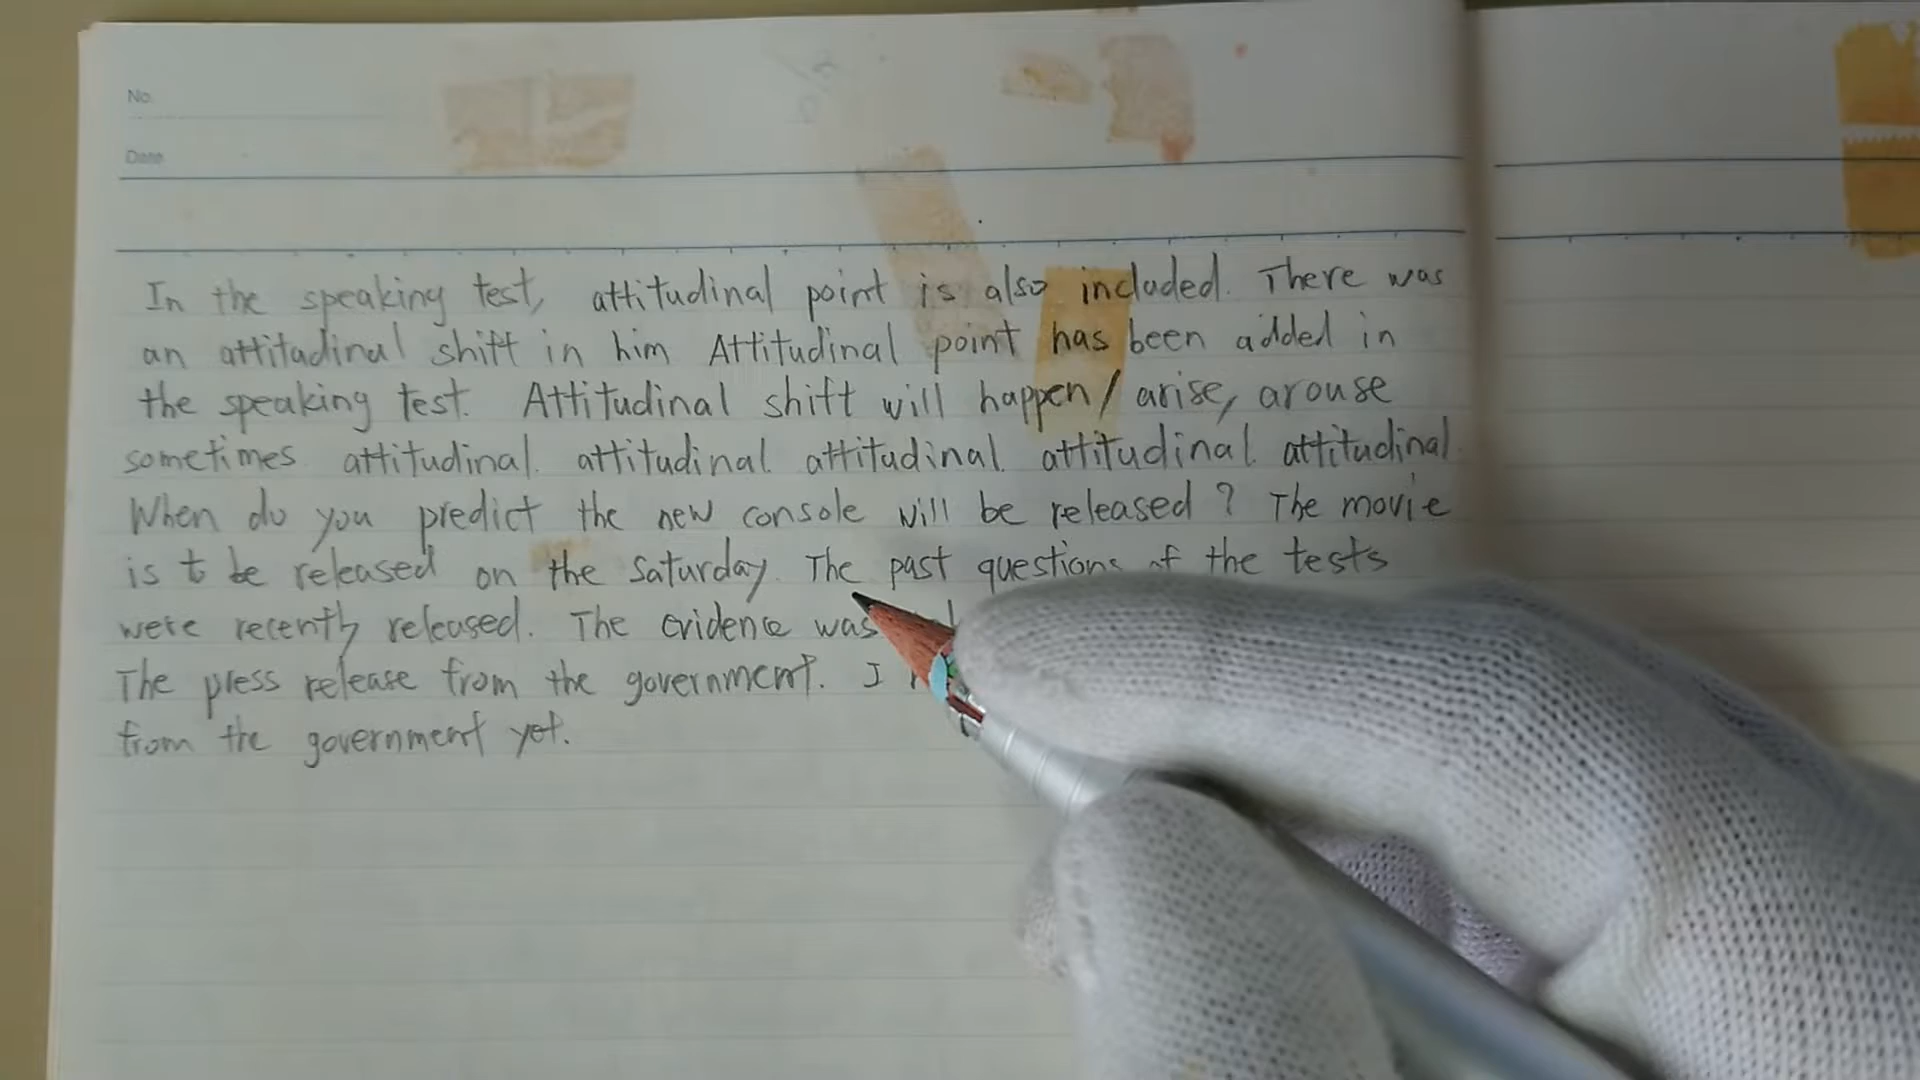 No.
Date
In the speaking test, attitudinal point is also included. There was
an attitudinal shift in him Attitudinal point has been added in
the speaking test. Attitudinal shift will happen / arise, arouse
sometimes attitudinal. attitudinal. attitudinal. attitudinal. attitudinal.
When do you predict the new console will be released? The movie
is to be released on the Saturday. The past questions of the tests
were recently released. The evidence was
The press release from the government. I
from the government yet.